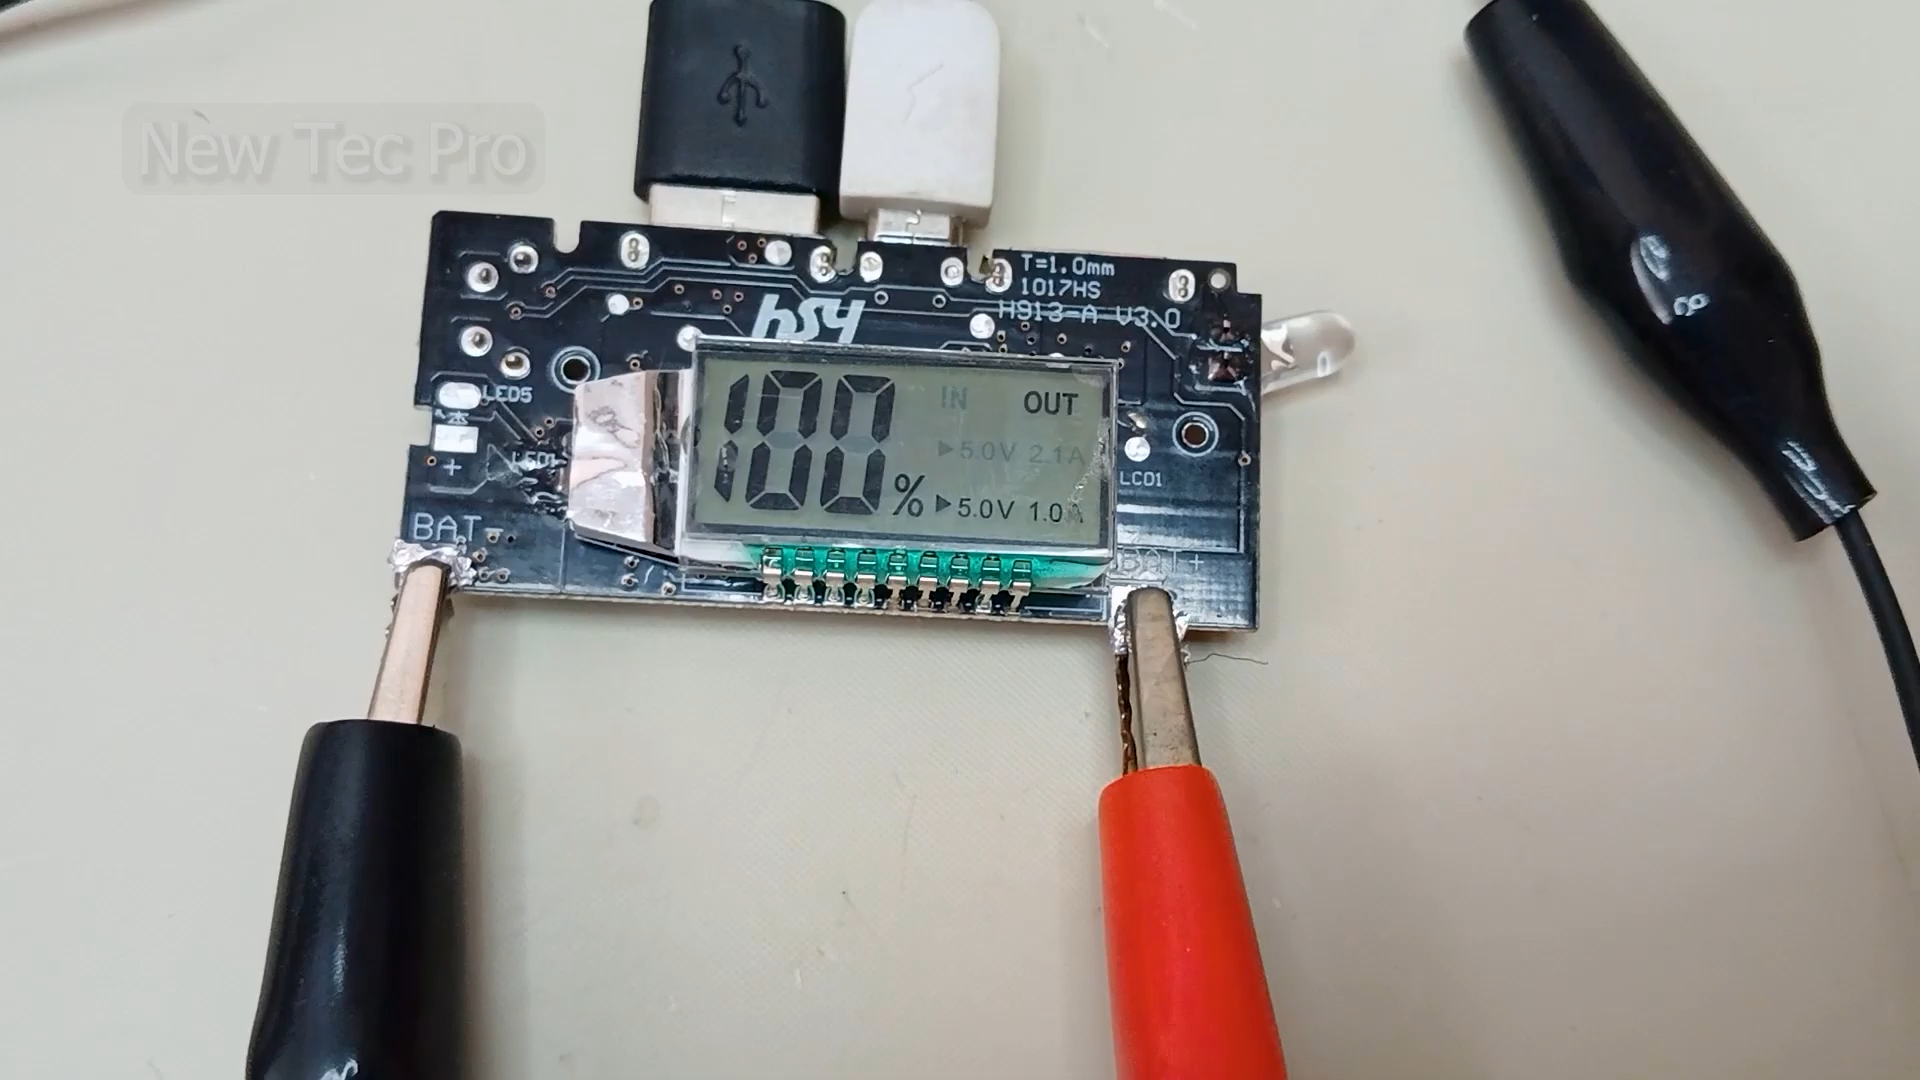 New Tec Pro
T=1.0mm
1017HS
H913-A V3.0
hsy
LED5
+
LED1
100%
IN OUT
▶5.0V 2.1A
▶5.0V 1.0A
LCD1
BAT-
BAT+